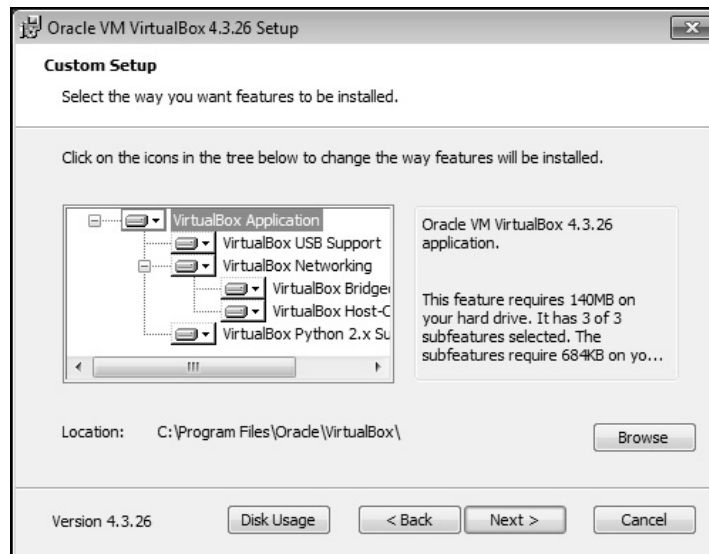 Oracle VM VirtualBox 4.3.26 Setup
Custom Setup
Select the way you want features to be installed.
Click on the icons in the tree below to change the way features will be installed.
VirtualBox Application
VirtualBox USB Support
VirtualBox Networking
VirtualBox Bridge
VirtualBox Host-C
VirtualBox Python 2.x Su
Oracle VM VirtualBox 4.3.26
application.
This feature requires 140MB on
your hard drive. It has 3 of 3
subfeatures selected. The
subfeatures require 684KB on yo...
Location: C:\Program Files\Oracle\VirtualBox\
Browse
Version 4.3.26 Disk Usage < Back Next > Cancel